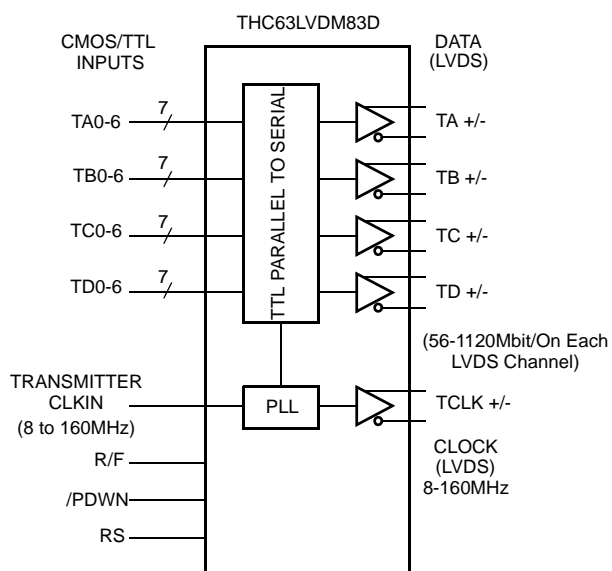 THC63LVDM83D
CMOS/TTL
INPUTS
DATA
(LVDS)
7
TA0-6
TA +/-
7
TB0-6
TB +/-
7
TC0-6
TC +/-
7
TD0-6
TD +/-
TTL PARALLEL TO SERIAL
(56-1120Mbit/On Each
LVDS Channel)
TRANSMITTER
CLKIN
(8 to 160MHz)
PLL
TCLK +/-
CLOCK
(LVDS)
8-160MHz
R/F
/PDWN
RS